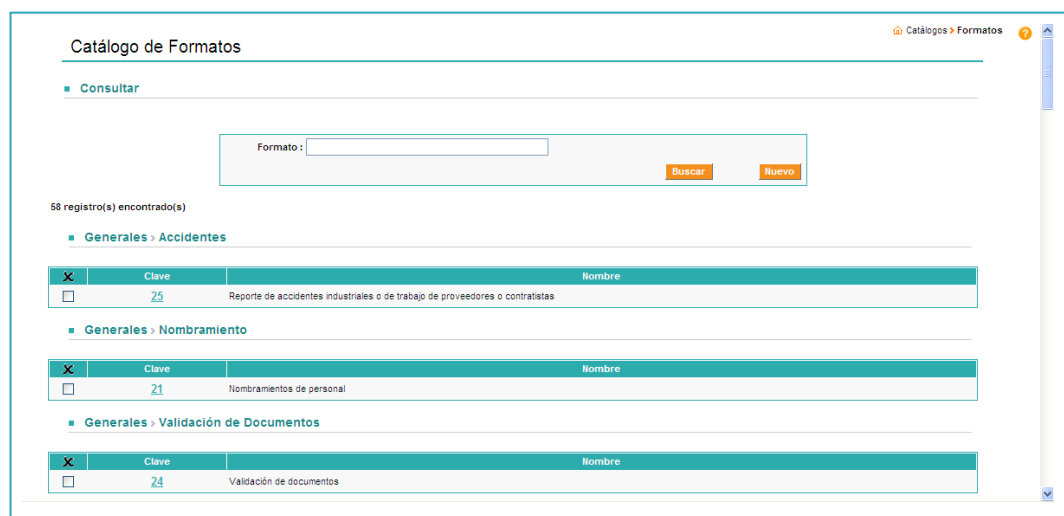 Catálogos > Formatos
Catálogo de Formatos
Consultar
Formato :
Buscar Nuevo
58 registro(s) encontrado(s)
Generales > Accidentes
X Clave Nombre
25 Reporte de accidentes industriales o de trabajo de proveedores o contratistas
Generales > Nombramiento
X Clave Nombre
21 Nombramientos de personal
Generales > Validación de Documentos
X Clave Nombre
24 Validación de documentos